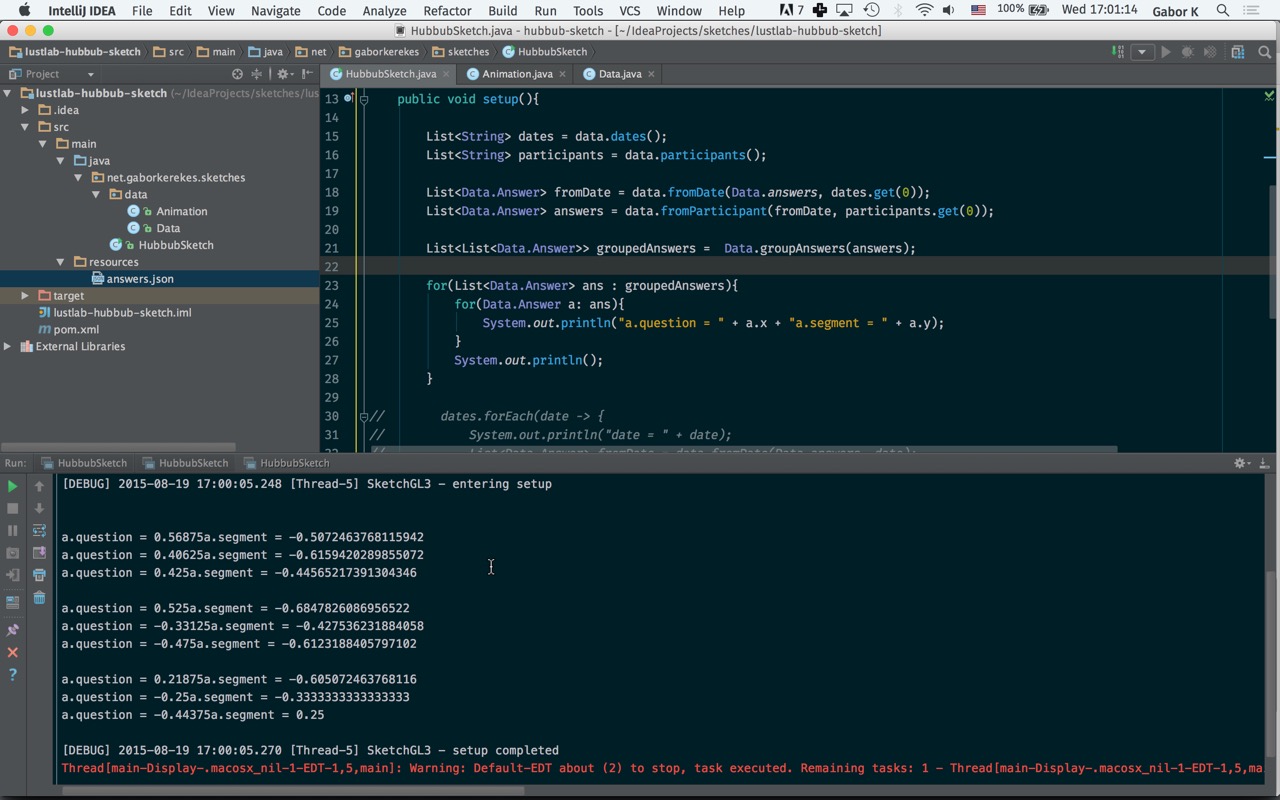 IntelliJ IDEA File Edit View Navigate Code Analyze Refactor Build Run Tools VCS Window Help 7 100% Wed 17:01:14 Gabor K
HubbubSketch.java - hubbub-sketch - [~/IdeaProjects/sketches/lustlab-hubbub-sketch]
lustlab-hubbub-sketch src main java net gaborkerekes sketches HubbubSketch
Project
HubbubSketch.java Animation.java Data.java
lustlab-hubbub-sketch (~/IdeaProjects/sketches/lus
.idea
src
main
java
net.gaborkerekes.sketches
data
Animation
Data
HubbubSketch
resources
answers.json
target
lustlab-hubbub-sketch.iml
pom.xml
External Libraries
13 public void setup(){
14
15 List<String> dates = data.dates();
16 List<String> participants = data.participants();
17
18 List<Data.Answer> fromDate = data.fromDate(Data.answers, dates.get(0));
19 List<Data.Answer> answers = data.fromParticipant(fromDate, participants.get(0));
20
21 List<List<Data.Answer>> groupedAnswers =  Data.groupAnswers(answers);
22
23 for(List<Data.Answer> ans : groupedAnswers){
24 for(Data.Answer a: ans){
25 System.out.println("a.question = " + a.x + "a.segment = " + a.y);
26 }
27 System.out.println();
28 }
29
30 // dates.forEach(date -> {
31 // System.out.println("date = " + date);
Run: HubbubSketch HubbubSketch HubbubSketch
[DEBUG] 2015-08-19 17:00:05.248 [Thread-5] SketchGL3 - entering setup
a.question = 0.56875a.segment = -0.5072463768115942
a.question = 0.40625a.segment = -0.6159420289855072
a.question = 0.425a.segment = -0.44565217391304346
a.question = 0.525a.segment = -0.6847826086956522
a.question = -0.33125a.segment = -0.427536231884058
a.question = -0.475a.segment = -0.6123188405797102
a.question = 0.21875a.segment = -0.605072463768116
a.question = -0.25a.segment = -0.3333333333333333
a.question = -0.44375a.segment = 0.25
[DEBUG] 2015-08-19 17:00:05.270 [Thread-5] SketchGL3 - setup completed
Thread[main-Display-.macosx_nil-1-EDT-1,5,main]: Warning: Default-EDT about (2) to stop, task executed. Remaining tasks: 1 - Thread[main-Display-.macosx_nil-1-EDT-1,5,ma